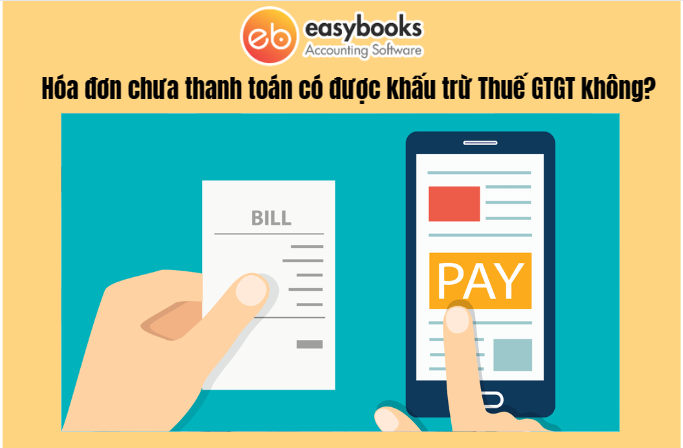 eb easybooks
Accounting Software
Hóa đơn chưa thanh toán có được khấu trừ Thuế GTGT không?
BILL
PAY